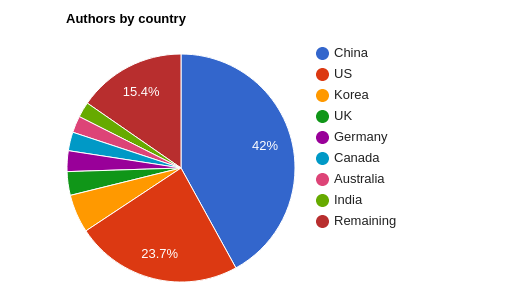 Authors by country
China
US
Korea
UK
Germany
Canada
Australia
India
Remaining
42%
23.7%
15.4%